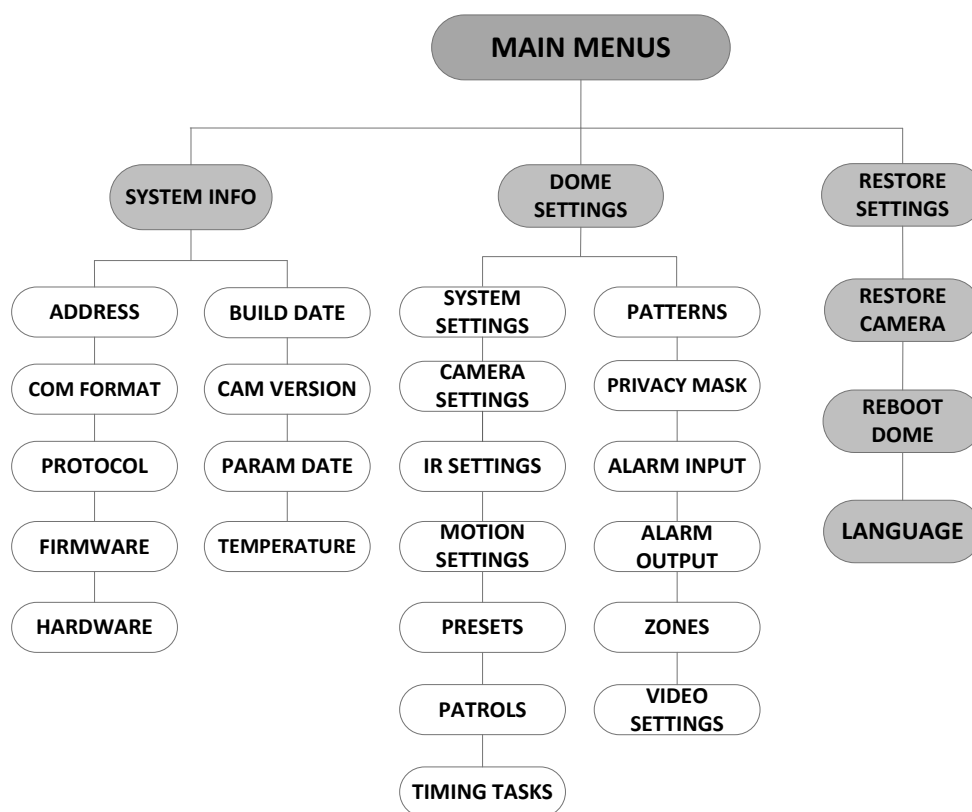 MAIN MENUS
SYSTEM INFO
DOME
SETTINGS
RESTORE
SETTINGS
ADDRESS
COM FORMAT
PROTOCOL
FIRMWARE
HARDWARE
BUILD DATE
CAM VERSION
PARAM DATE
TEMPERATURE
SYSTEM
SETTINGS
CAMERA
SETTINGS
IR SETTINGS
MOTION
SETTINGS
PRESETS
PATROLS
TIMING TASKS
PATTERNS
PRIVACY MASK
ALARM INPUT
ALARM
OUTPUT
ZONES
VIDEO
SETTINGS
RESTORE
CAMERA
REBOOT
DOME
LANGUAGE